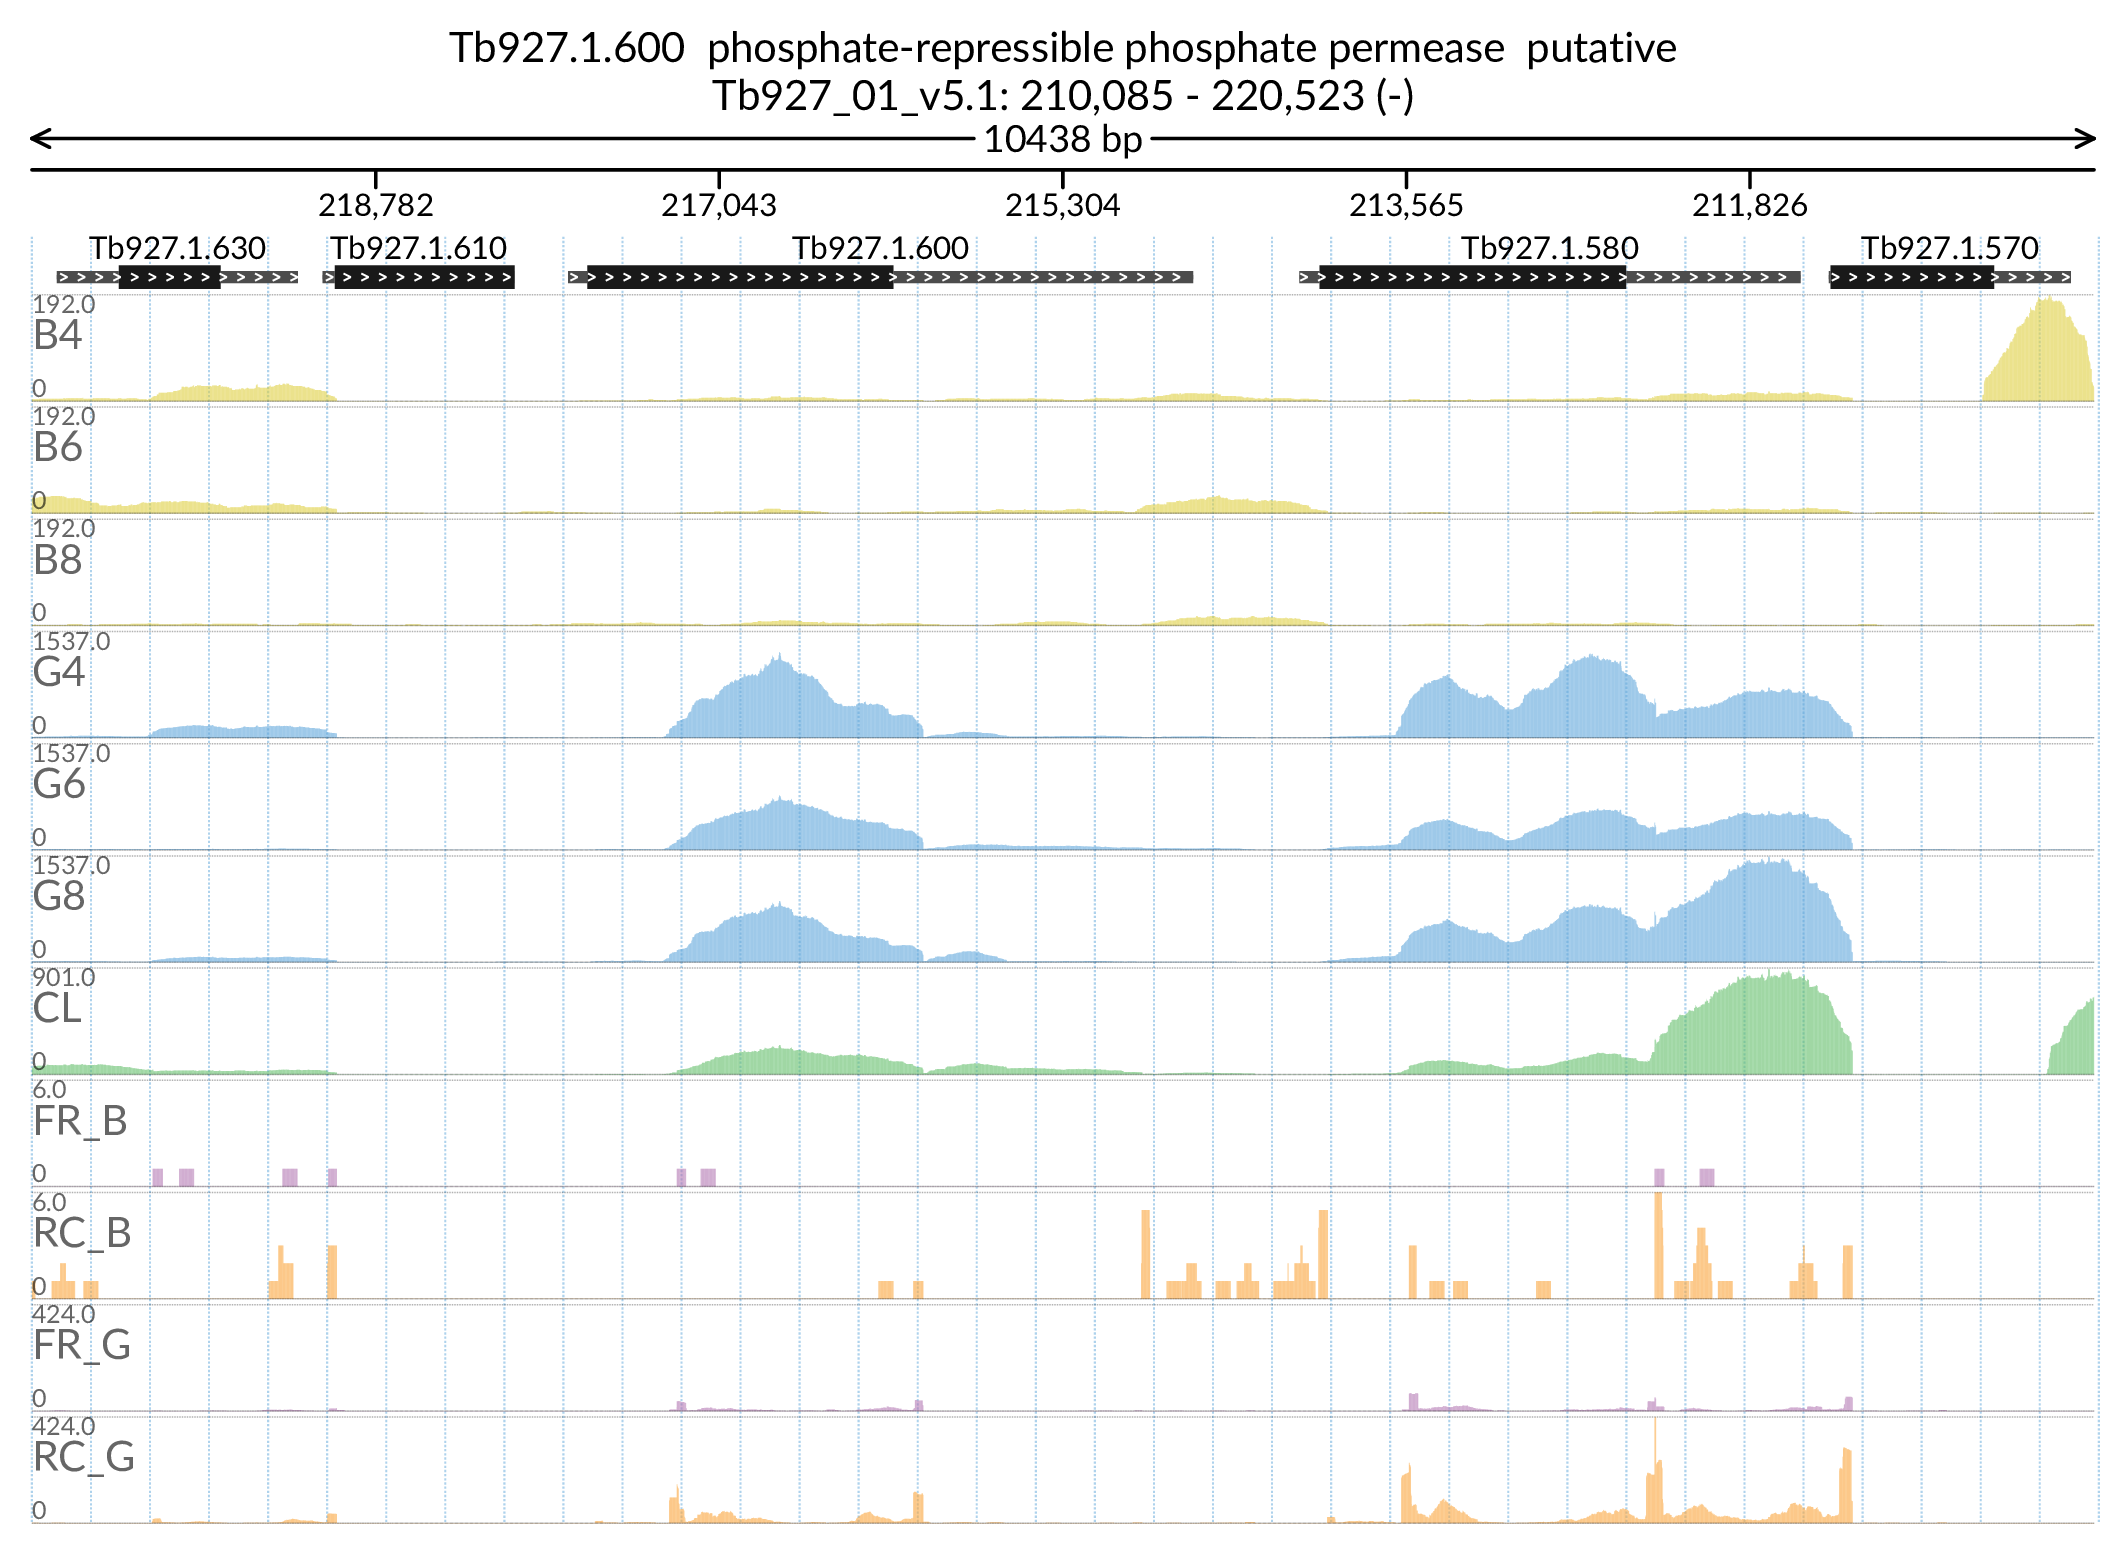 Tb927.1.600 phosphate-repressible phosphate permease putative
Tb927_01_v5.1: 210,085 - 220,523 (-)
10438 bp
218,782 217,043 215,304 213,565 211,826
Tb927.1.630 Tb927.1.610 Tb927.1.600 Tb927.1.580 Tb927.1.570
192.0
B4
0
192.0
B6
0
192.0
B8
0
1537.0
G4
0
1537.0
G6
0
1537.0
G8
0
901.0
CL
0
6.0
FR_B
0
6.0
RC_B
0
424.0
FR_G
0
424.0
RC_G
0